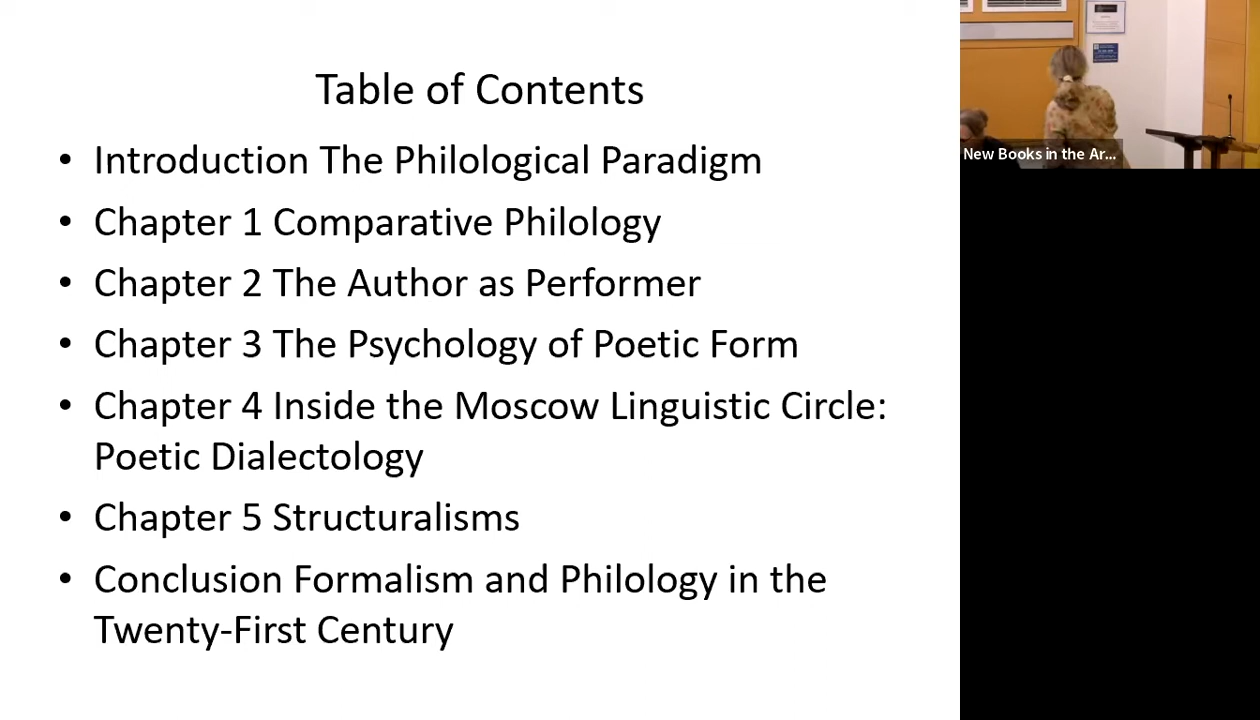 Table of Contents
• Introduction The Philological Paradigm
• Chapter 1 Comparative Philology
• Chapter 2 The Author as Performer
• Chapter 3 The Psychology of Poetic Form
• Chapter 4 Inside the Moscow Linguistic Circle:
Poetic Dialectology
• Chapter 5 Structuralisms
• Conclusion Formalism and Philology in the
Twenty-First Century
New Books in the Ar...